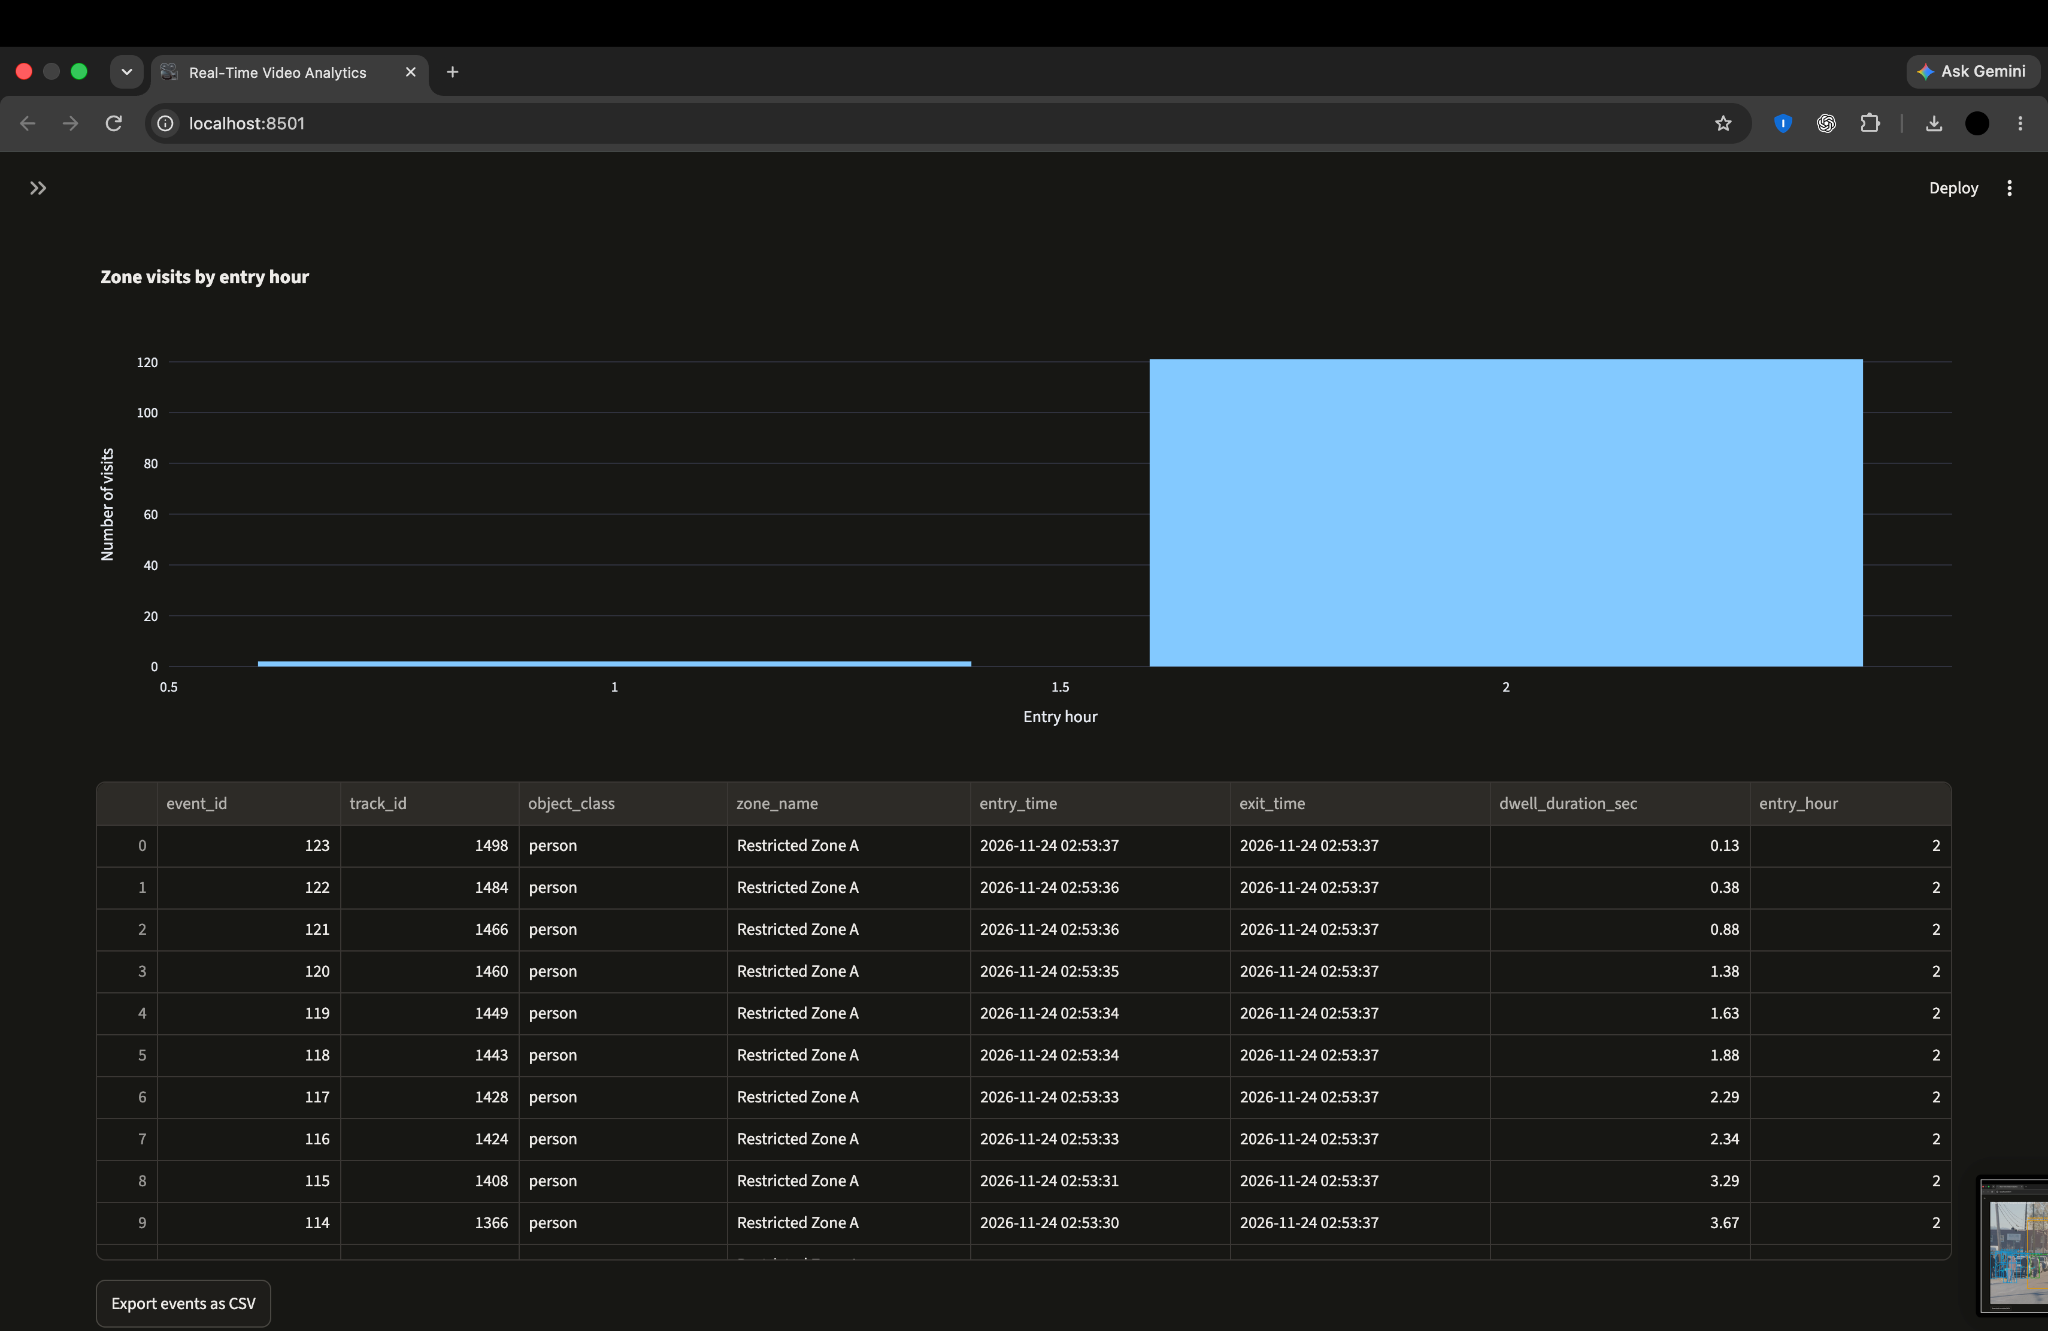 Real-Time Video Analytics
Ask Gemini
localhost:8501
Deploy
Zone visits by entry hour
120
100
80
60
40
20
0
Number of visits
0.5 1 1.5 2
Entry hour
event_id track_id object_class zone_name entry_time exit_time dwell_duration_sec entry_hour
0 123 1498 person Restricted Zone A 2026-11-24 02:53:37 2026-11-24 02:53:37 0.13 2
1 122 1484 person Restricted Zone A 2026-11-24 02:53:36 2026-11-24 02:53:37 0.38 2
2 121 1466 person Restricted Zone A 2026-11-24 02:53:36 2026-11-24 02:53:37 0.88 2
3 120 1460 person Restricted Zone A 2026-11-24 02:53:35 2026-11-24 02:53:37 1.38 2
4 119 1449 person Restricted Zone A 2026-11-24 02:53:34 2026-11-24 02:53:37 1.63 2
5 118 1443 person Restricted Zone A 2026-11-24 02:53:34 2026-11-24 02:53:37 1.88 2
6 117 1428 person Restricted Zone A 2026-11-24 02:53:33 2026-11-24 02:53:37 2.29 2
7 116 1424 person Restricted Zone A 2026-11-24 02:53:33 2026-11-24 02:53:37 2.34 2
8 115 1408 person Restricted Zone A 2026-11-24 02:53:31 2026-11-24 02:53:37 3.29 2
9 114 1366 person Restricted Zone A 2026-11-24 02:53:30 2026-11-24 02:53:37 3.67 2
Export events as CSV